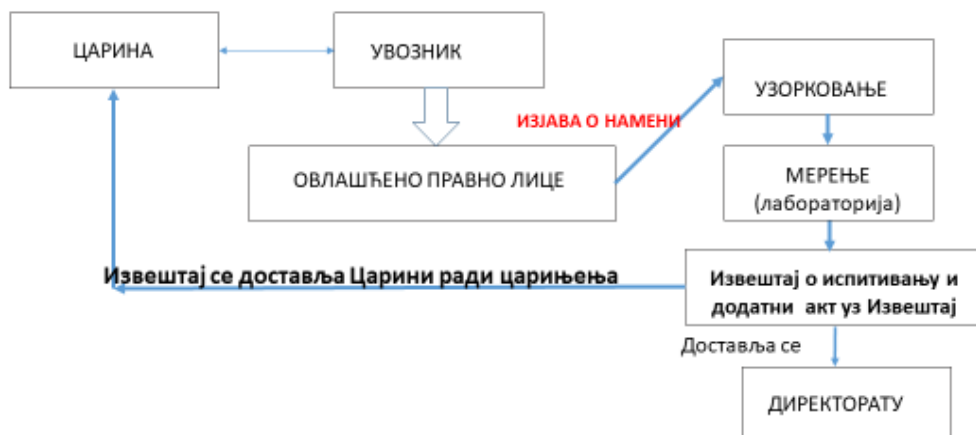 ЦАРИНА
УВОЗНИК
УЗОРКОВАЊЕ
ИЗЈАВА О НАМЕНИ
ОВЛАШЋЕНО ПРАВНО ЛИЦЕ
МЕРЕЊЕ
(лабораторија)
Извештај се доставља Царини ради царињења
Извештај о испитивању и
додатни акт уз Извештај
Доставља се
ДИРЕКТОРАТУ